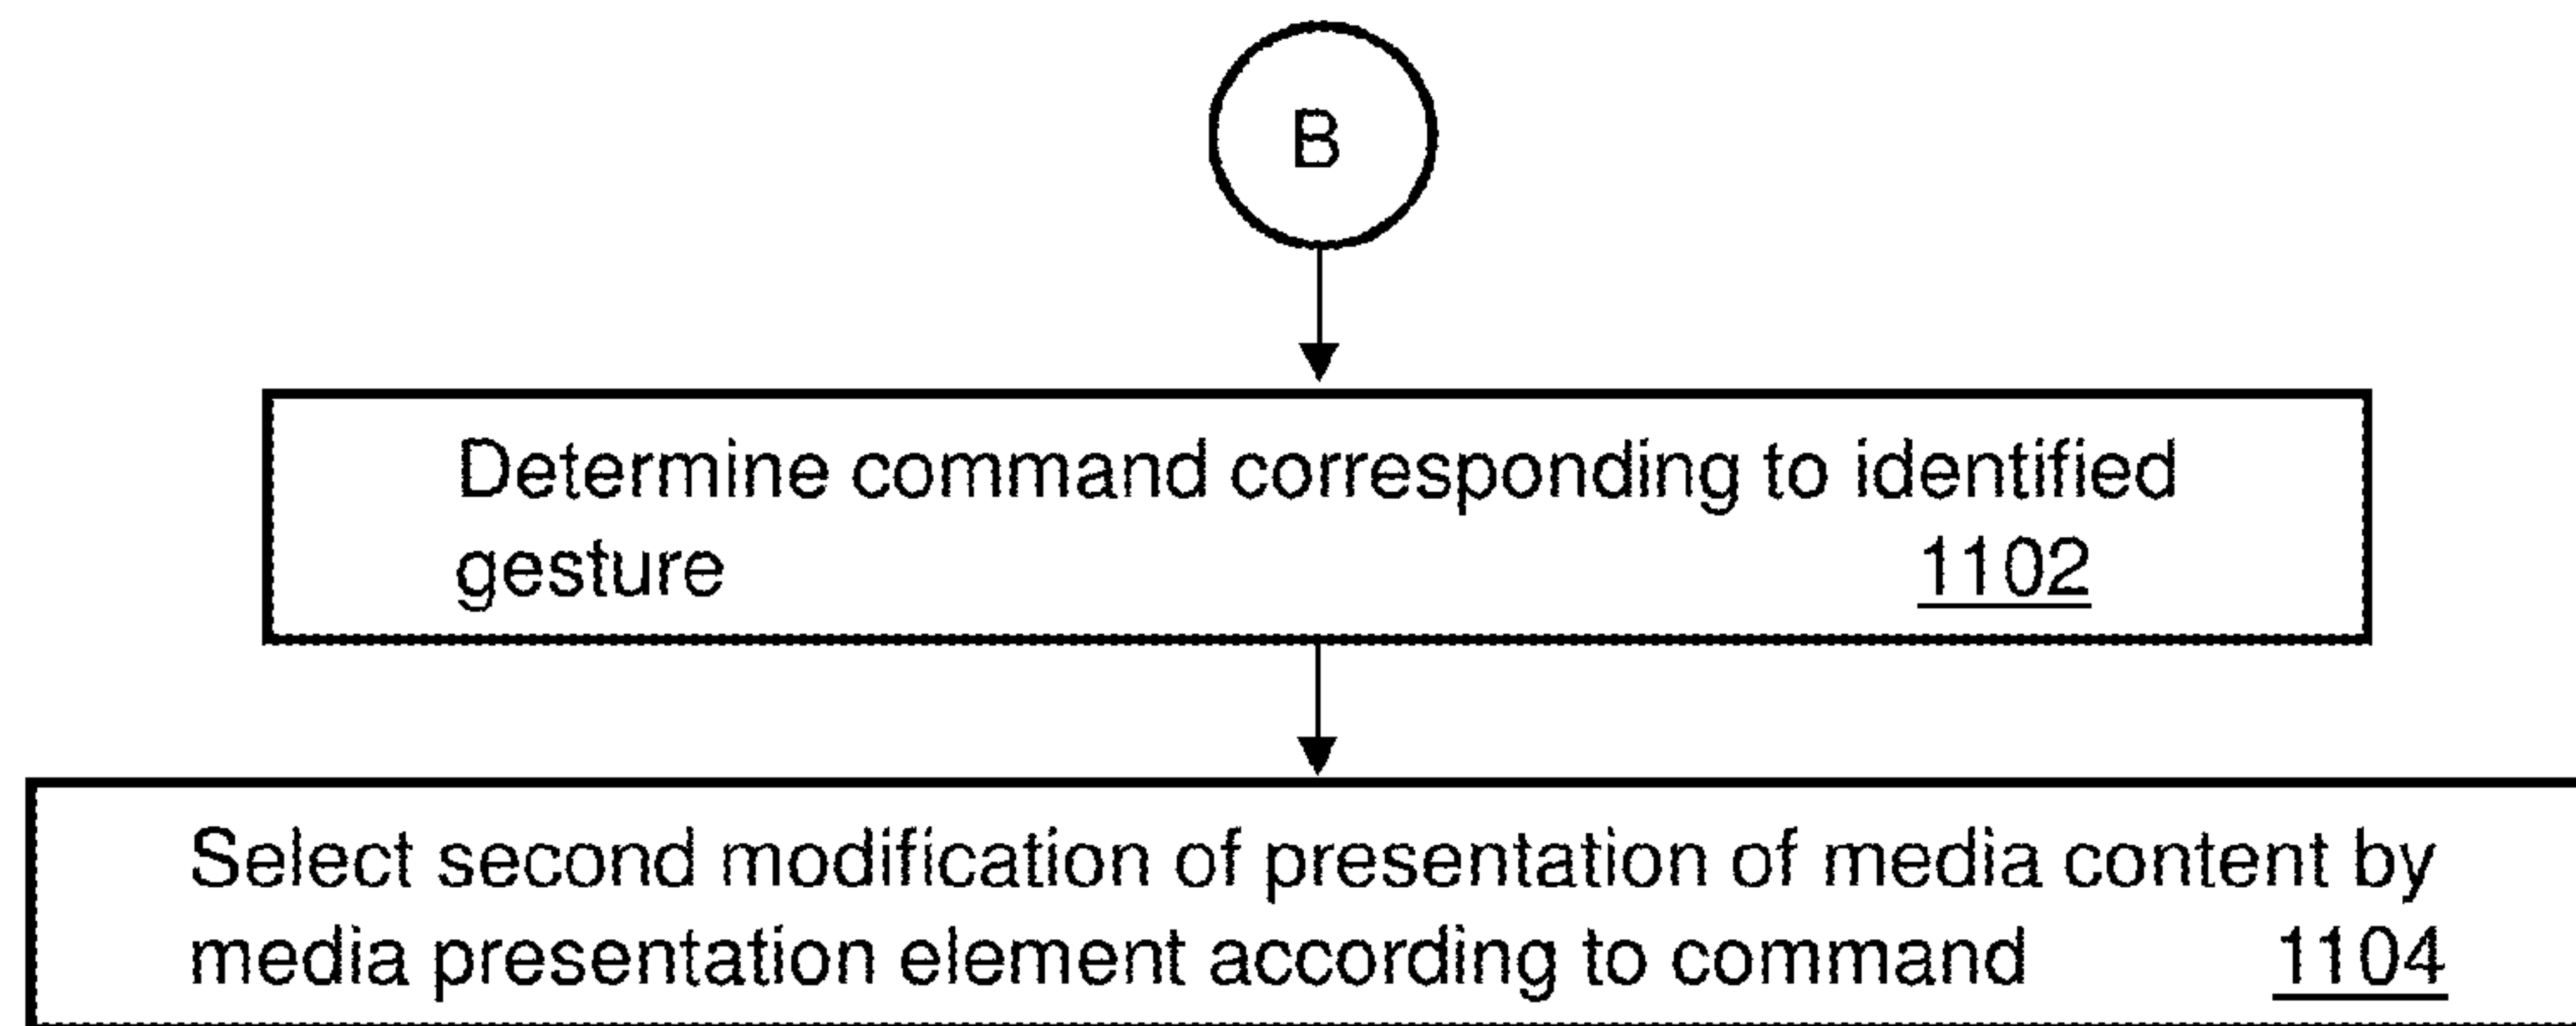 B
Determine command corresponding to identified
gesture 1102
Select second modification of presentation of media content by
media presentation element according to command 1104